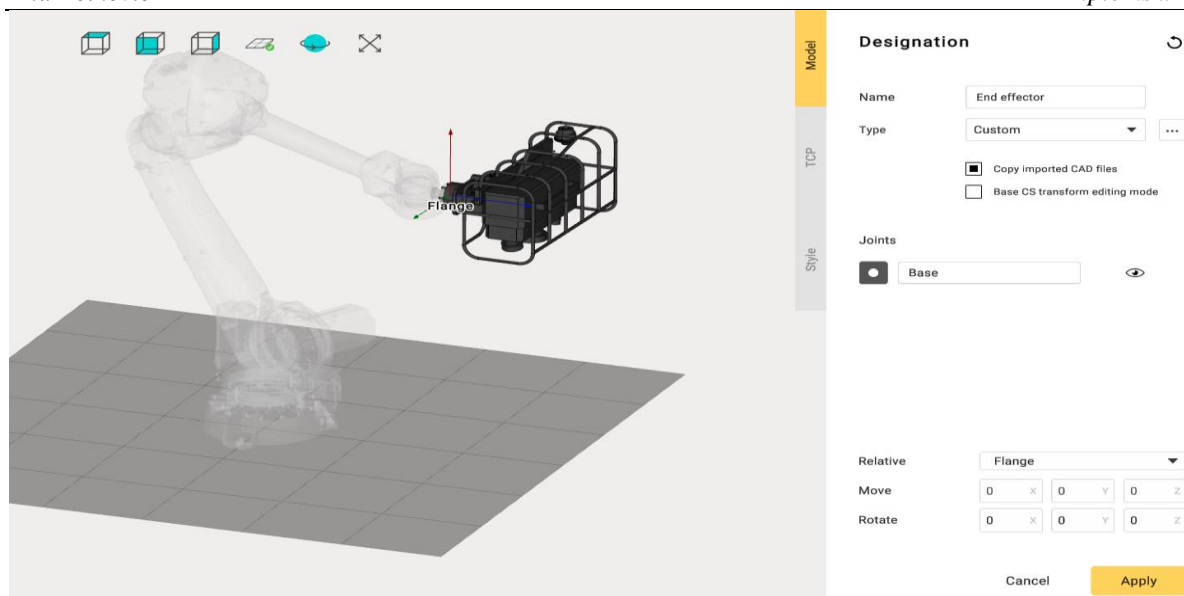 Designation
Name
End effector
Type
Custom
...
Copy imported CAD files
Base CS transform editing mode
Joints
Base
Relative
Flange
Move
0 X 0 Y 0 Z
Rotate
0 X 0 Y 0 Z
Cancel
Apply
Model
TCP
Style
Flange